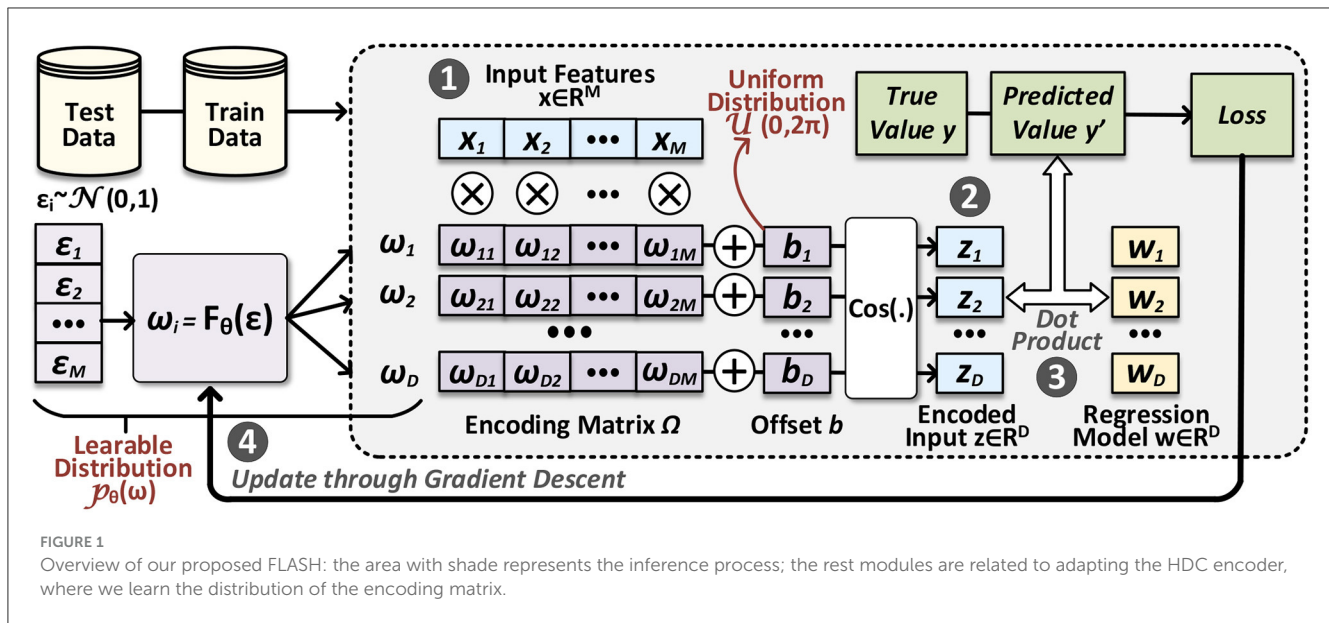 Test
Data
Train
Data
1
Input Features
x∈R^M
Uniform
Distribution
𝒰 (0,2π)
True
Value y
Predicted
Value y’
Loss
x_1 x_2 ••• x_M
ε_i~𝒩(0,1)
ε_1
ε_2
•••
ε_M
ω_i = F_θ(ε)
ω_1
ω_2
ω_D
ω_11 ω_12 ••• ω_1M + b_1
ω_21 ω_22 ••• ω_2M + b_2
•••
ω_D1 ω_D2 ••• ω_DM + b_D
Cos(.)
2
z_1
z_2
•••
z_D
w_1
w_2
•••
w_D
Dot
Product
3
Encoding Matrix Ω
Offset b
Encoded
Input z∈R^D
Regression
Model w∈R^D
Learable
Distribution
𝓅_θ(ω)
4
Update through Gradient Descent
FIGURE 1
Overview of our proposed FLASH: the area with shade represents the inference process; the rest modules are related to adapting the HDC encoder,
where we learn the distribution of the encoding matrix.